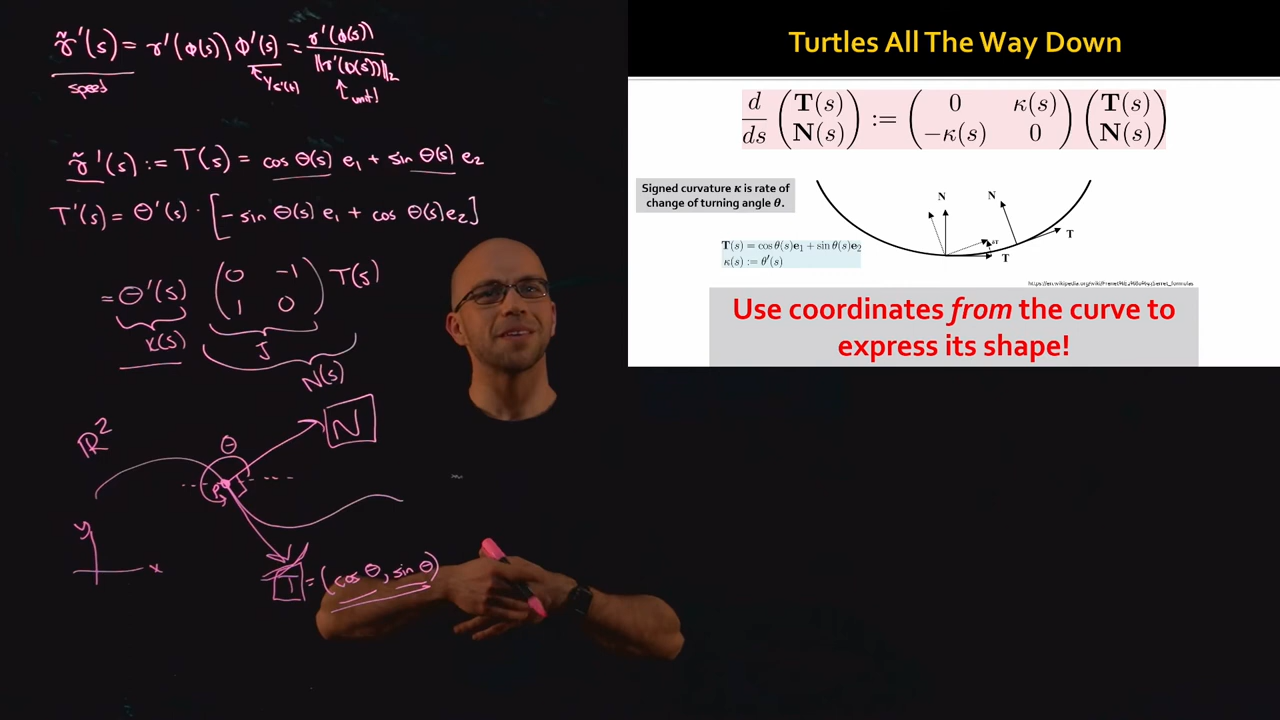 γ̃'(s) = γ'(φ(s)) φ'(s) = γ'(φ(s)) / ‖γ'(φ(s))‖₂
speed
1/s'(t)
unit!
γ̃'(s) := T(s) = cos θ(s) e₁ + sin θ(s) e₂
T'(s) = θ'(s) · [- sin θ(s) e₁ + cos θ(s) e₂]
= θ'(s) (0 -1; 1 0) T(s)
κ(s)
J
N(s)
ℝ²
θ
N
P
y
x
T = (cos θ, sin θ)
Turtles All The Way Down
d/ds (T(s); N(s)) := (0 κ(s); -κ(s) 0) (T(s); N(s))
Signed curvature κ is rate of
change of turning angle θ.
N
N
T
T
T(s) = cos θ(s)e₁ + sin θ(s)e₂
κ(s) := θ'(s)
Use coordinates from the curve to
express its shape!